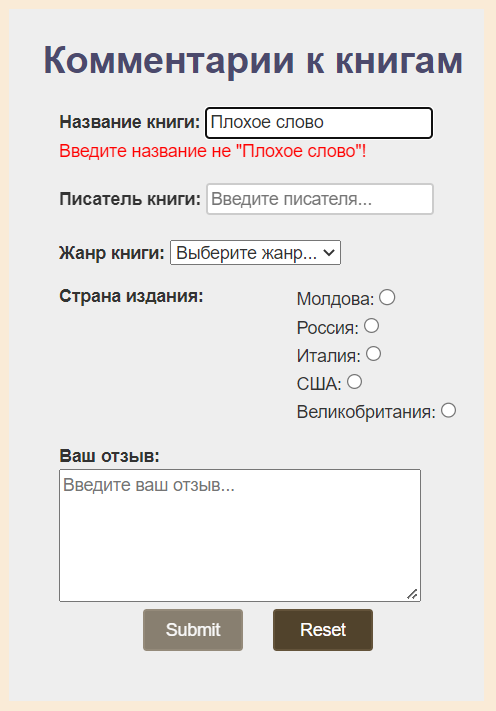 Комментарии к книгам
Название книги: Плохое слово
Введите название не "Плохое слово"!
Писатель книги: Введите писателя...
Жанр книги: Выберите жанр...
Страна издания: Молдова:
Россия:
Италия:
США:
Великобритания:
Ваш отзыв:
Введите ваш отзыв...
Submit Reset